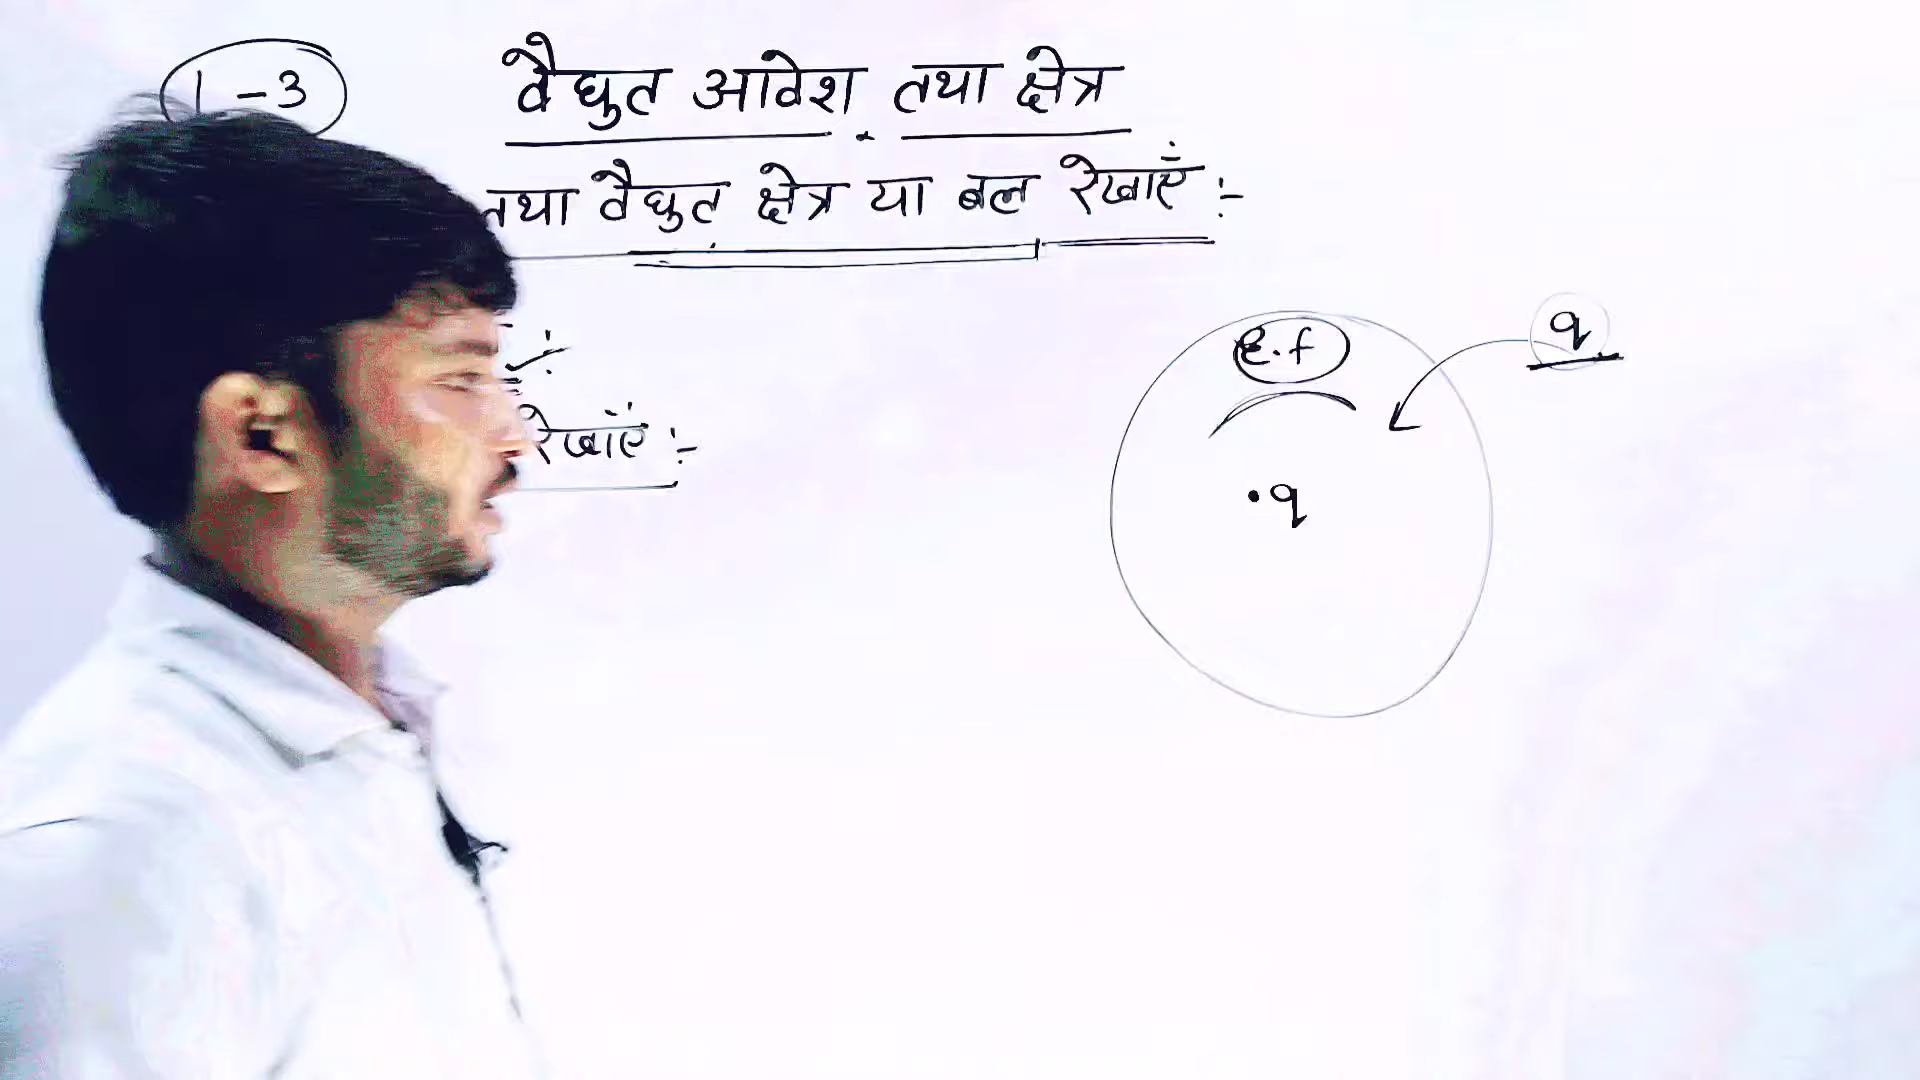 1-3
वैद्युत आवेश तथा क्षेत्र
तथा वैद्युत क्षेत्र या बल रेखाएँ :-
रेखाएं :-
E.f
q
.q